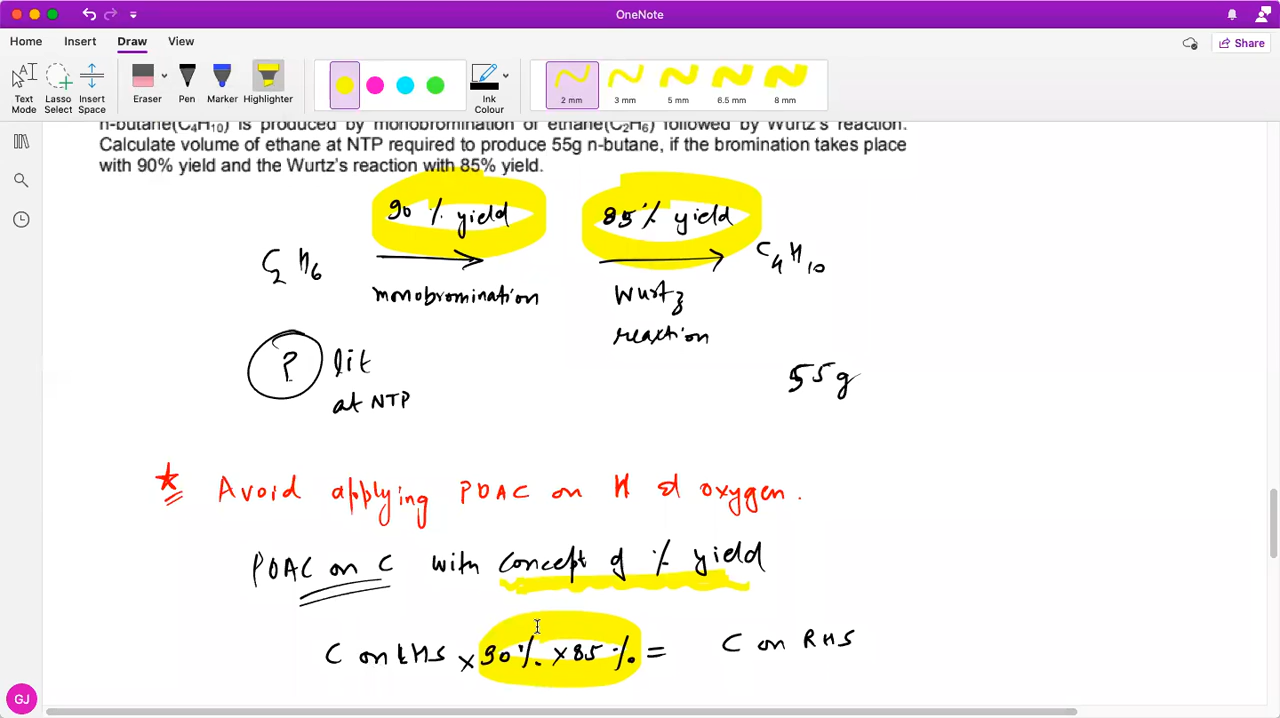 OneNote
Home Insert Draw View
Share
Text Mode
Lasso Select
Insert Space
Eraser
Pen
Marker
Highlighter
Ink Colour
2 mm
3 mm
5 mm
6.5 mm
8 mm
n-butane(C₄H₁₀) is produced by monobromination of ethane(C₂H₆) followed by Wurtz's reaction.
Calculate volume of ethane at NTP required to produce 55g n-butane, if the bromination takes place
with 90% yield and the Wurtz's reaction with 85% yield.
90 % yield 85 % yield
C₂H₆ → → C₄H₁₀
monobromination Wurtz
reaction
? lit
at NTP
55g
★ Avoid applying POAC on H & oxygen.
POAC on C with concept of % yield
C on LHS × 90% × 85 % = C on RHS
GJ